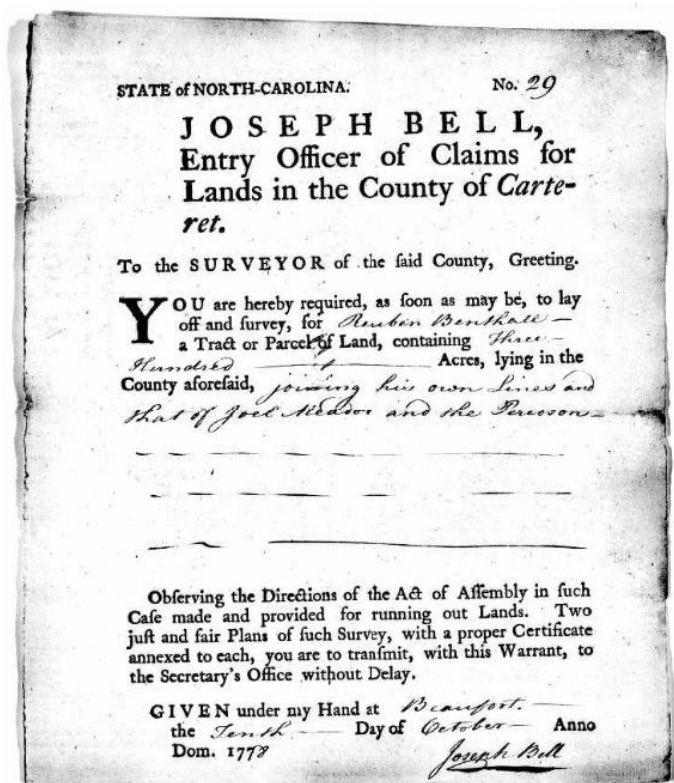 STATE of NORTH-CAROLINA. No. 29
JOSEPH BELL,
Entry Officer of Claims for
Lands in the County of Carte-
ret.
To the SURVEYOR of the ſaid County, Greeting.
YOU are hereby required, as ſoon as may be, to lay
off and ſurvey, for Reuben Benthall —
a Tract or Parcel of Land, containing Three
Hundred — Acres, lying in the
County aforeſaid, joining his own Lines and
that of Joel Meador and the Percoson —
Obſerving the Directions of the Act of Aſſembly in ſuch
Caſe made and provided for running out Lands. Two
juſt and fair Plans of ſuch Survey, with a proper Certificate
annexed to each, you are to tranſmit, with this Warrant, to
the Secretary's Office without Delay.
GIVEN under my Hand at Beaufort. —
the Tenth — Day of October — Anno
Dom. 1778
Joseph Bell